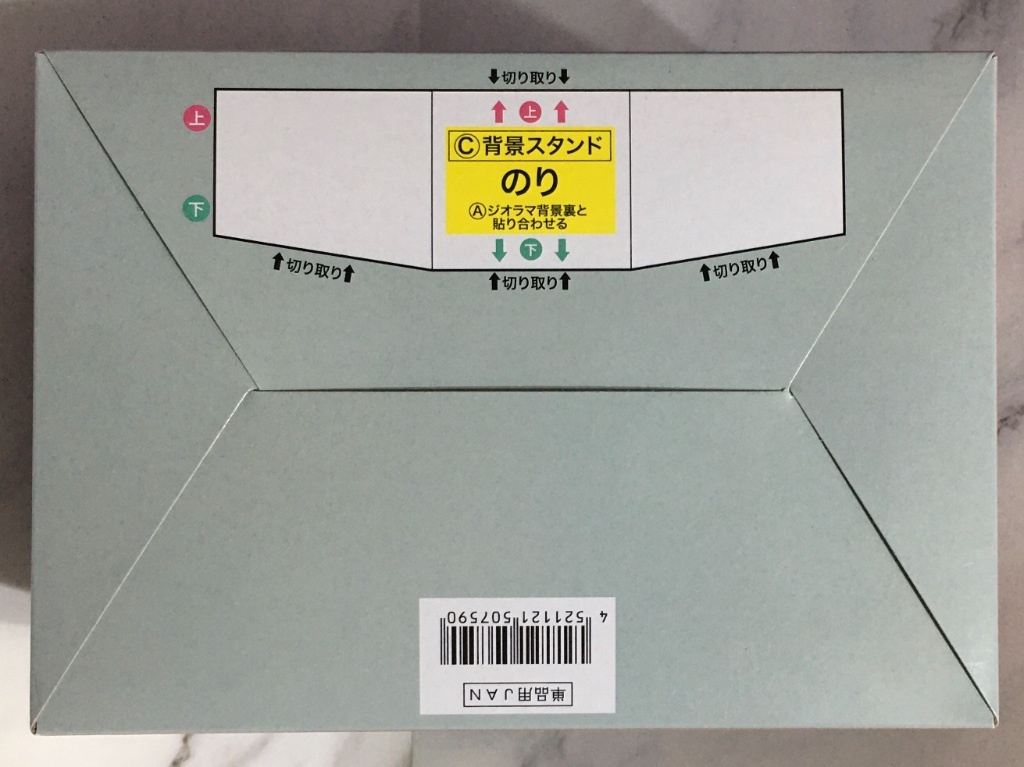 切り取り
上
上
Ⓒ背景スタンド
のり
Ⓐジオラマ背景裏と
貼り合わせる
下
下
切り取り
切り取り
切り取り
4 521121 507590
単品用JAN